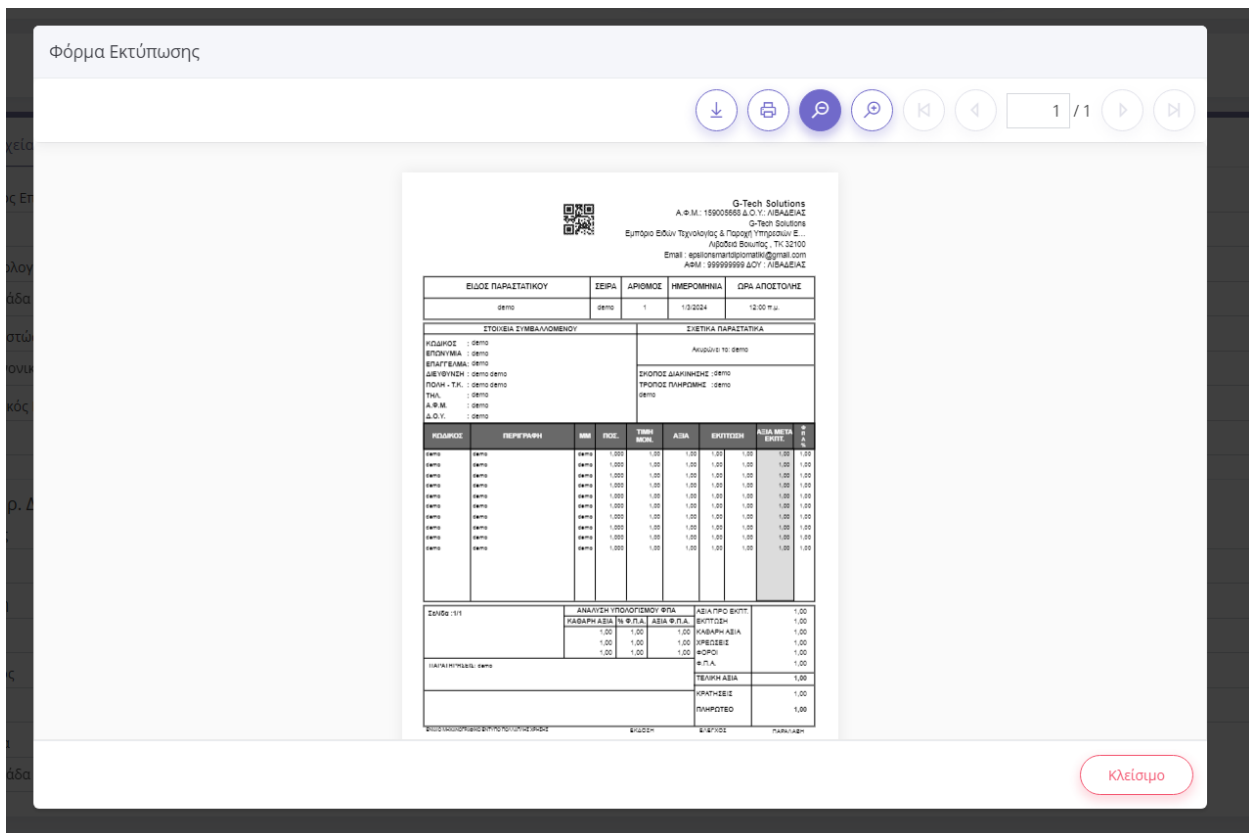 Φόρμα Εκτύπωσης
1 / 1
G-Tech Solutions
Α.Φ.Μ.: 159005668 Δ.Ο.Υ.: ΛΙΒΑΔΕΙΑΣ
G-Tech Solutions
Εμπόριο Ειδών Τεχνολογίας & Παροχή Υπηρεσιών Ε...
Λιβαδειά Βοιωτίας , ΤΚ 32100
Email : epsilonsmartdiplomatiki@gmail.com
ΑΦΜ : 999999999 ΔΟΥ : ΛΙΒΑΔΕΙΑΣ
ΕΙΔΟΣ ΠΑΡΑΣΤΑΤΙΚΟΥ ΣΕΙΡΑ ΑΡΙΘΜΟΣ ΗΜΕΡΟΜΗΝΙΑ ΩΡΑ ΑΠΟΣΤΟΛΗΣ
demo demo 1 1/3/2024 12:00 π.μ.
ΣΤΟΙΧΕΙΑ ΣΥΜΒΑΛΛΟΜΕΝΟΥ ΣΧΕΤΙΚΑ ΠΑΡΑΣΤΑΤΙΚΑ
ΚΩΔΙΚΟΣ : demo
Ακυρώνει το: demo
ΕΠΩΝΥΜΙΑ : demo
ΕΠΑΓΓΕΛΜΑ: demo
ΔΙΕΥΘΥΝΣΗ : demo demo ΣΚΟΠΟΣ ΔΙΑΚΙΝΗΣΗΣ :demo
ΠΟΛΗ - Τ.Κ. : demo demo ΤΡΟΠΟΣ ΠΛΗΡΩΜΗΣ :demo
ΤΗΛ. : demo demo
Α.Φ.Μ. : demo
Δ.Ο.Υ. : demo
ΚΩΔΙΚΟΣ ΠΕΡΙΓΡΑΦΗ ΜΜ ΠΟΣ. ΤΙΜΗ ΜΟΝ. ΑΞΙΑ ΕΚΠΤΩΣΗ ΑΞΙΑ ΜΕΤΑ ΕΚΠΤ. Φ Π Α %
demo demo demo 1,000 1,00 1,00 1,00 1,00 1,00 1,00
demo demo demo 1,000 1,00 1,00 1,00 1,00 1,00 1,00
demo demo demo 1,000 1,00 1,00 1,00 1,00 1,00 1,00
demo demo demo 1,000 1,00 1,00 1,00 1,00 1,00 1,00
demo demo demo 1,000 1,00 1,00 1,00 1,00 1,00 1,00
demo demo demo 1,000 1,00 1,00 1,00 1,00 1,00 1,00
demo demo demo 1,000 1,00 1,00 1,00 1,00 1,00 1,00
demo demo demo 1,000 1,00 1,00 1,00 1,00 1,00 1,00
demo demo demo 1,000 1,00 1,00 1,00 1,00 1,00 1,00
demo demo demo 1,000 1,00 1,00 1,00 1,00 1,00 1,00
Σελίδα :1/1 ΑΝΑΛΥΣΗ ΥΠΟΛΟΓΙΣΜΟΥ ΦΠΑ ΑΞΙΑ ΠΡΟ ΕΚΠΤ. 1,00
ΚΑΘΑΡΗ ΑΞΙΑ % Φ.Π.Α. ΑΞΙΑ Φ.Π.Α. ΕΚΠΤΩΣΗ 1,00
1,00 1,00 1,00 ΚΑΘΑΡΗ ΑΞΙΑ 1,00
1,00 1,00 1,00 ΧΡΕΩΣΕΙΣ 1,00
1,00 1,00 1,00 ΦΟΡΟΙ 1,00
ΠΑΡΑΤΗΡΗΣΕΙΣ: demo Φ.Π.Α. 1,00
ΤΕΛΙΚΗ ΑΞΙΑ 1,00
ΚΡΑΤΗΣΕΙΣ 1,00
ΠΛΗΡΩΤΕΟ 1,00
ΕΚΔΟΣΗ ΕΛΕΓΧΟΣ ΠΑΡΑΛΑΒΗ
Κλείσιμο